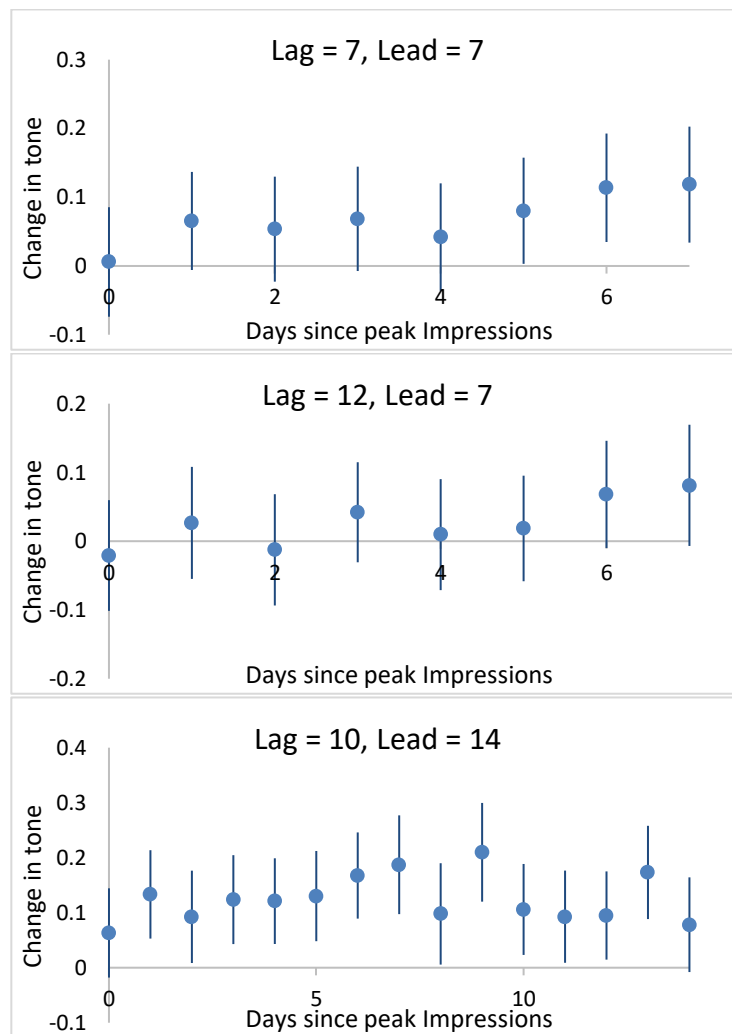 Lag = 7, Lead = 7
Change in tone
0.3
0.2
0.1
0
-0.1
0 2 4 6
Days since peak Impressions
Lag = 12, Lead = 7
Change in tone
0.2
0.1
0
-0.1
-0.2
0 2 4 6
Days since peak Impressions
Lag = 10, Lead = 14
Change in tone
0.4
0.3
0.2
0.1
0
-0.1
0 5 10
Days since peak Impressions